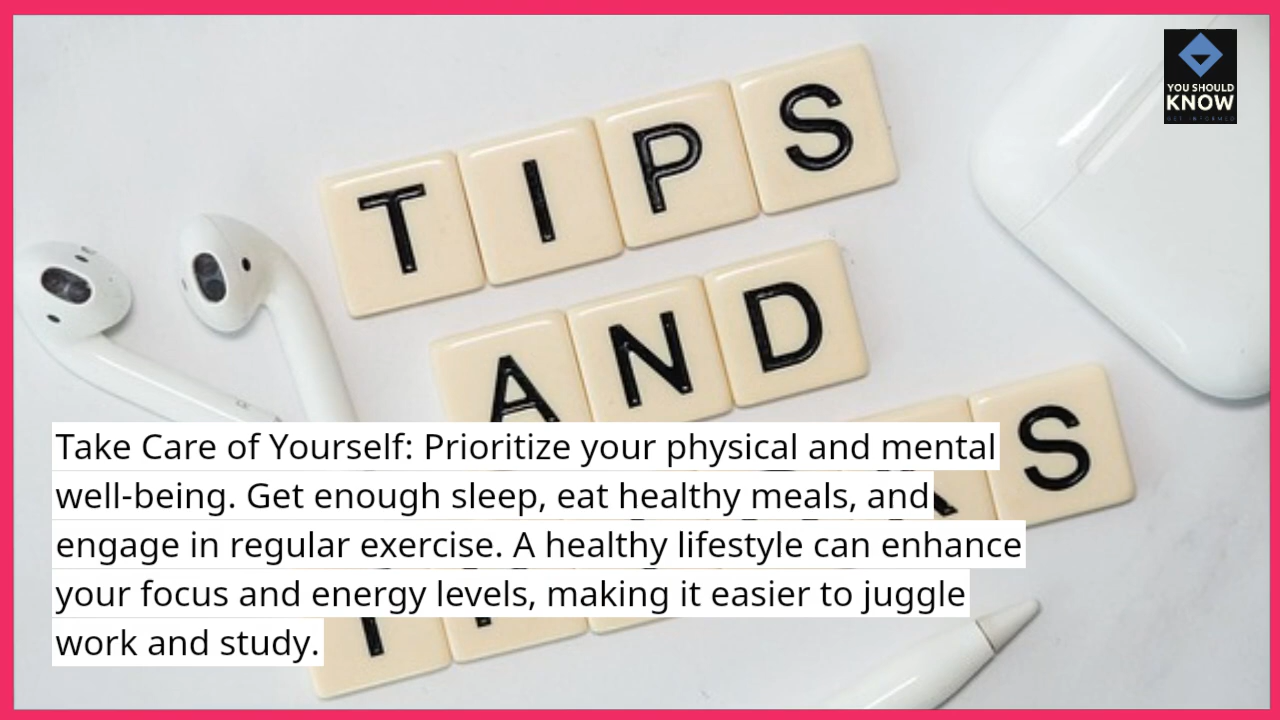 YOU SHOULD
KNOW
GET INFORMED
TIPS
AND
S
Take Care of Yourself: Prioritize your physical and mental
well-being. Get enough sleep, eat healthy meals, and
engage in regular exercise. A healthy lifestyle can enhance
your focus and energy levels, making it easier to juggle
work and study.